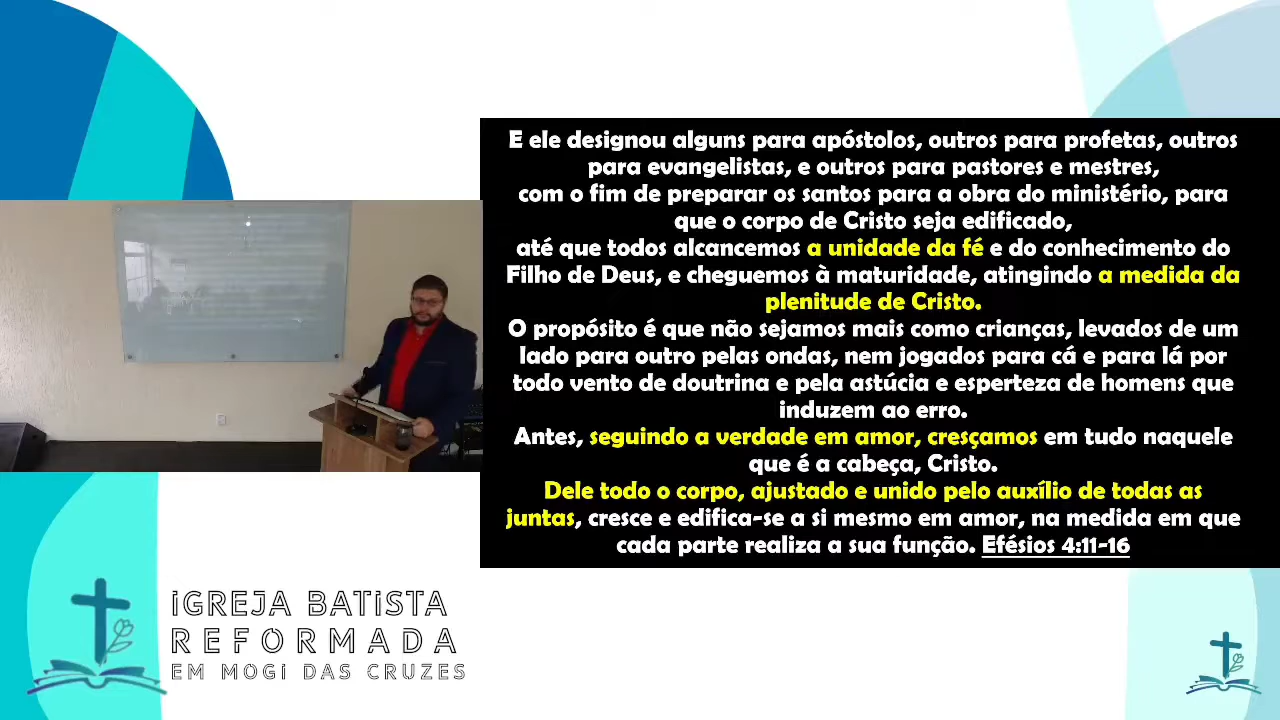 E ele designou alguns para apóstolos, outros para profetas, outros
para evangelistas, e outros para pastores e mestres,
com o fim de preparar os santos para a obra do ministério, para
que o corpo de Cristo seja edificado,
até que todos alcancemos a unidade da fé e do conhecimento do
Filho de Deus, e cheguemos à maturidade, atingindo a medida da
plenitude de Cristo.
O propósito é que não sejamos mais como crianças, levados de um
lado para outro pelas ondas, nem jogados para cá e para lá por
todo vento de doutrina e pela astúcia e esperteza de homens que
induzem ao erro.
Antes, seguindo a verdade em amor, cresçamos em tudo naquele
que é a cabeça, Cristo.
Dele todo o corpo, ajustado e unido pelo auxílio de todas as
juntas, cresce e edifica-se a si mesmo em amor, na medida em que
cada parte realiza a sua função. Efésios 4:11-16
iGREJA BATiSTA
REFORMADA
EM MOGi DAS CRUZES